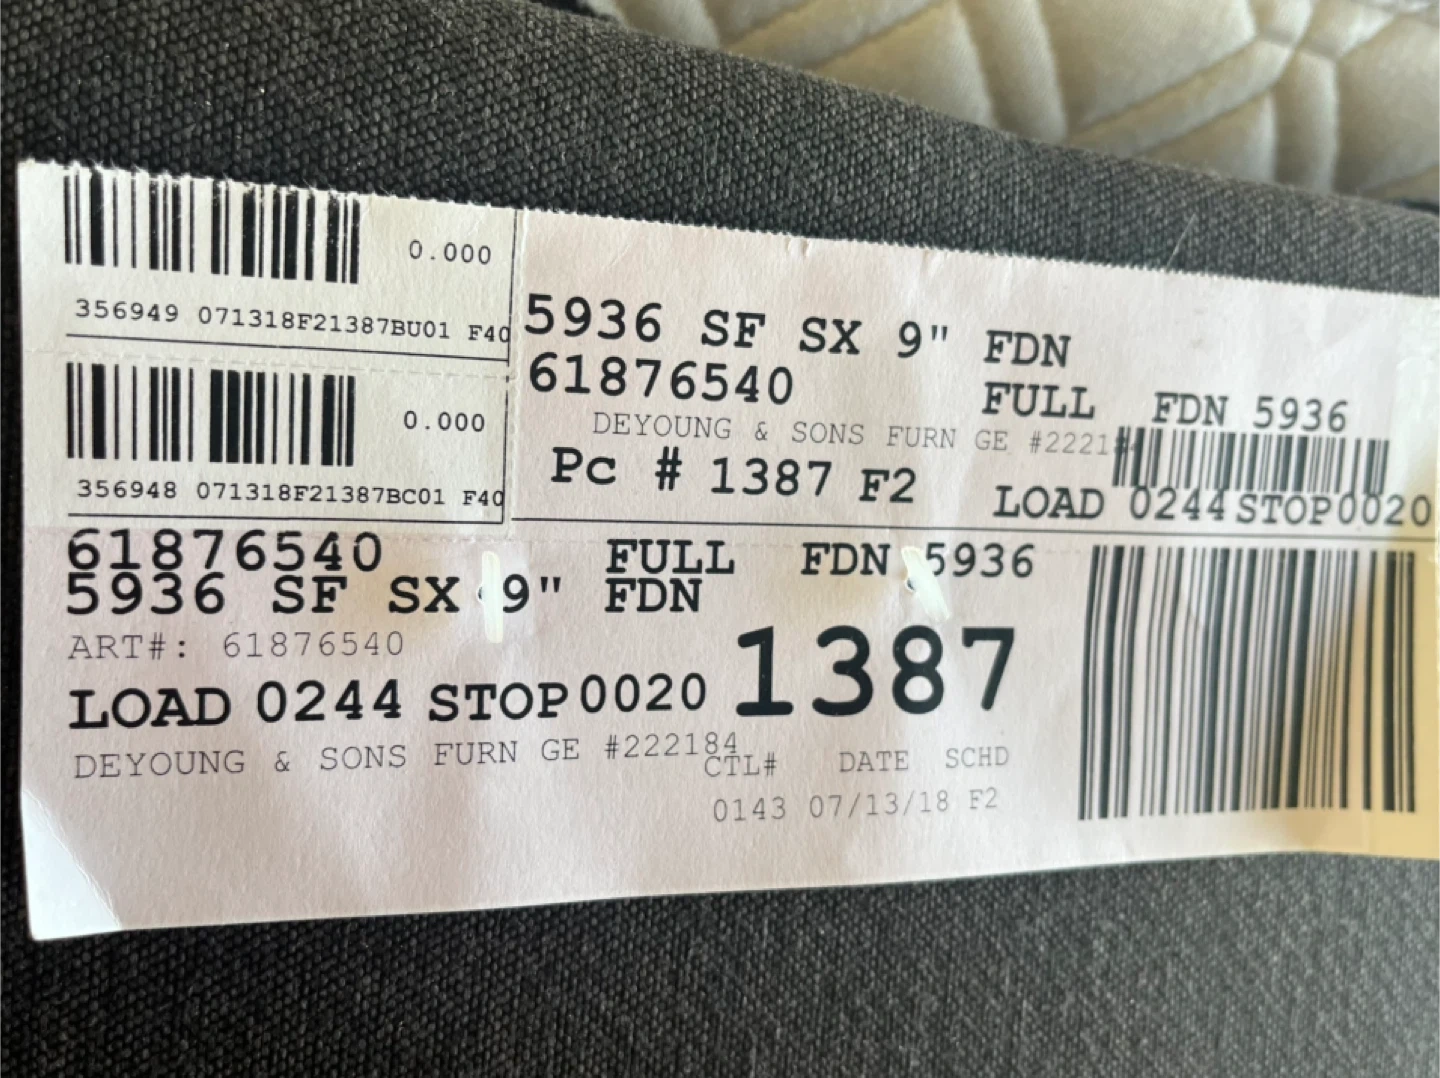 0.000
356949 071318F21387BU01 F40
0.000
356948 071318F21387BC01 F40
5936 SF SX 9" FDN
61876540 FULL FDN 5936
DEYOUNG & SONS FURN GE
Pc # 1387 F2
LOAD 0244 STOP0020
61876540 FULL FDN 5936
5936 SF SX 9" FDN
ART#: 61876540
1387
LOAD 0244 STOP0020
DEYOUNG & SONS FURN GE #222184
CTL# DATE SCHD
0143 07/13/18 F2